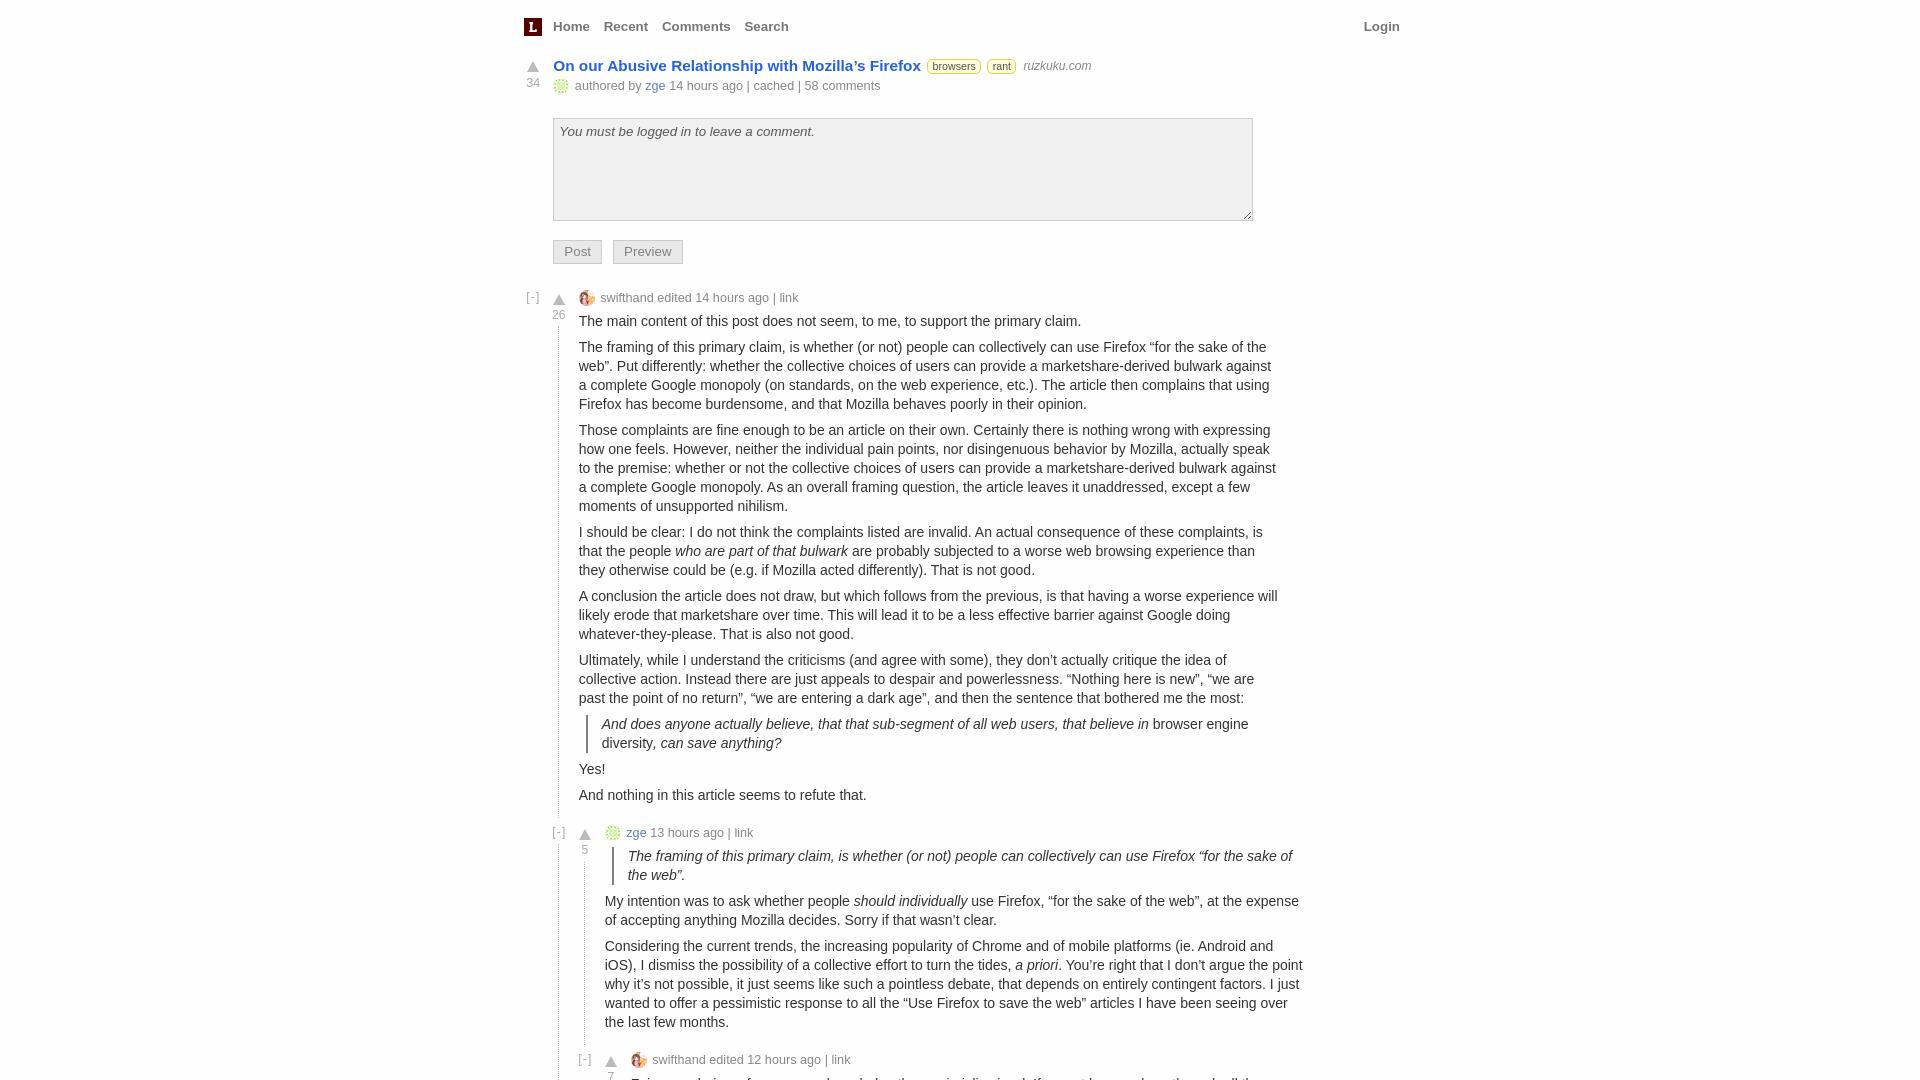 L Home Recent Comments Search Login
On our Abusive Relationship with Mozilla’s Firefox browsers rant ruzkuku.com
34 authored by zge 14 hours ago | cached | 58 comments
You must be logged in to leave a comment.
Post Preview
[-] swifthand edited 14 hours ago | link
26
The main content of this post does not seem, to me, to support the primary claim.
The framing of this primary claim, is whether (or not) people can collectively can use Firefox “for the sake of the
web”. Put differently: whether the collective choices of users can provide a marketshare-derived bulwark against
a complete Google monopoly (on standards, on the web experience, etc.). The article then complains that using
Firefox has become burdensome, and that Mozilla behaves poorly in their opinion.
Those complaints are fine enough to be an article on their own. Certainly there is nothing wrong with expressing
how one feels. However, neither the individual pain points, nor disingenuous behavior by Mozilla, actually speak
to the premise: whether or not the collective choices of users can provide a marketshare-derived bulwark against
a complete Google monopoly. As an overall framing question, the article leaves it unaddressed, except a few
moments of unsupported nihilism.
I should be clear: I do not think the complaints listed are invalid. An actual consequence of these complaints, is
that the people who are part of that bulwark are probably subjected to a worse web browsing experience than
they otherwise could be (e.g. if Mozilla acted differently). That is not good.
A conclusion the article does not draw, but which follows from the previous, is that having a worse experience will
likely erode that marketshare over time. This will lead it to be a less effective barrier against Google doing
whatever-they-please. That is also not good.
Ultimately, while I understand the criticisms (and agree with some), they don’t actually critique the idea of
collective action. Instead there are just appeals to despair and powerlessness. “Nothing here is new”, “we are
past the point of no return”, “we are entering a dark age”, and then the sentence that bothered me the most:
And does anyone actually believe, that that sub-segment of all web users, that believe in browser engine
diversity, can save anything?
Yes!
And nothing in this article seems to refute that.
[-] zge 13 hours ago | link
5
The framing of this primary claim, is whether (or not) people can collectively can use Firefox “for the sake of
the web”.
My intention was to ask whether people should individually use Firefox, “for the sake of the web”, at the expense
of accepting anything Mozilla decides. Sorry if that wasn’t clear.
Considering the current trends, the increasing popularity of Chrome and of mobile platforms (ie. Android and
iOS), I dismiss the possibility of a collective effort to turn the tides, a priori. You’re right that I don’t argue the point
why it’s not possible, it just seems like such a pointless debate, that depends on entirely contingent factors. I just
wanted to offer a pessimistic response to all the “Use Firefox to save the web” articles I have been seeing over
the last few months.
[-] swifthand edited 12 hours ago | link
7